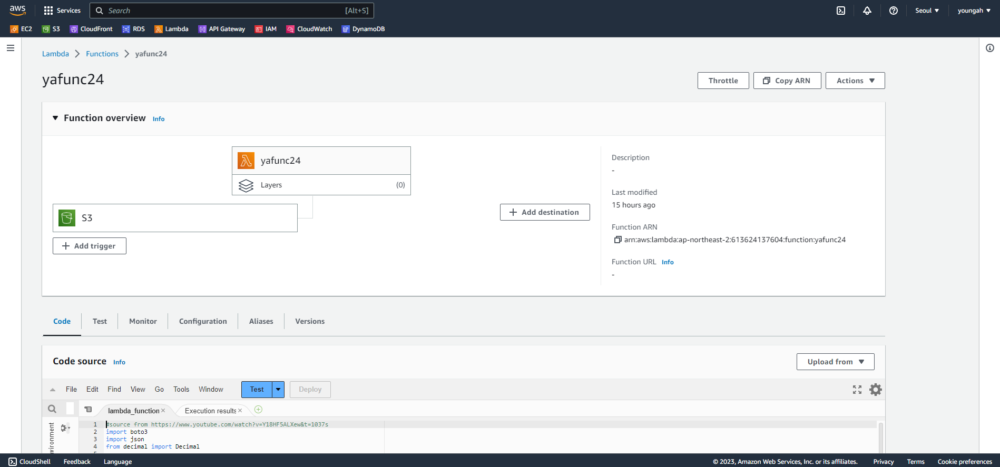 aws Services Search [Alt+S] Seoul youngah
EC2 S3 CloudFront RDS Lambda API Gateway IAM CloudWatch DynamoDB
Lambda Functions yafunc24
yafunc24
Throttle Copy ARN Actions
Function overview Info
yafunc24
Layers (0)
S3
Add trigger
Add destination
Description
-
Last modified
15 hours ago
Function ARN
arn:aws:lambda:ap-northeast-2:613624137604:function:yafunc24
Function URL Info
-
Code Test Monitor Configuration Aliases Versions
Code source Info
Upload from
File Edit Find View Go Tools Window Test Deploy
lambda_function × Execution results ×
1 #source from https://www.youtube.com/watch?v=Y18HF5ALXew&t=1037s
2 import boto3
3 import json
4 from decimal import Decimal
CloudShell Feedback Language © 2023, Amazon Web Services, Inc. or its affiliates. Privacy Terms Cookie preferences